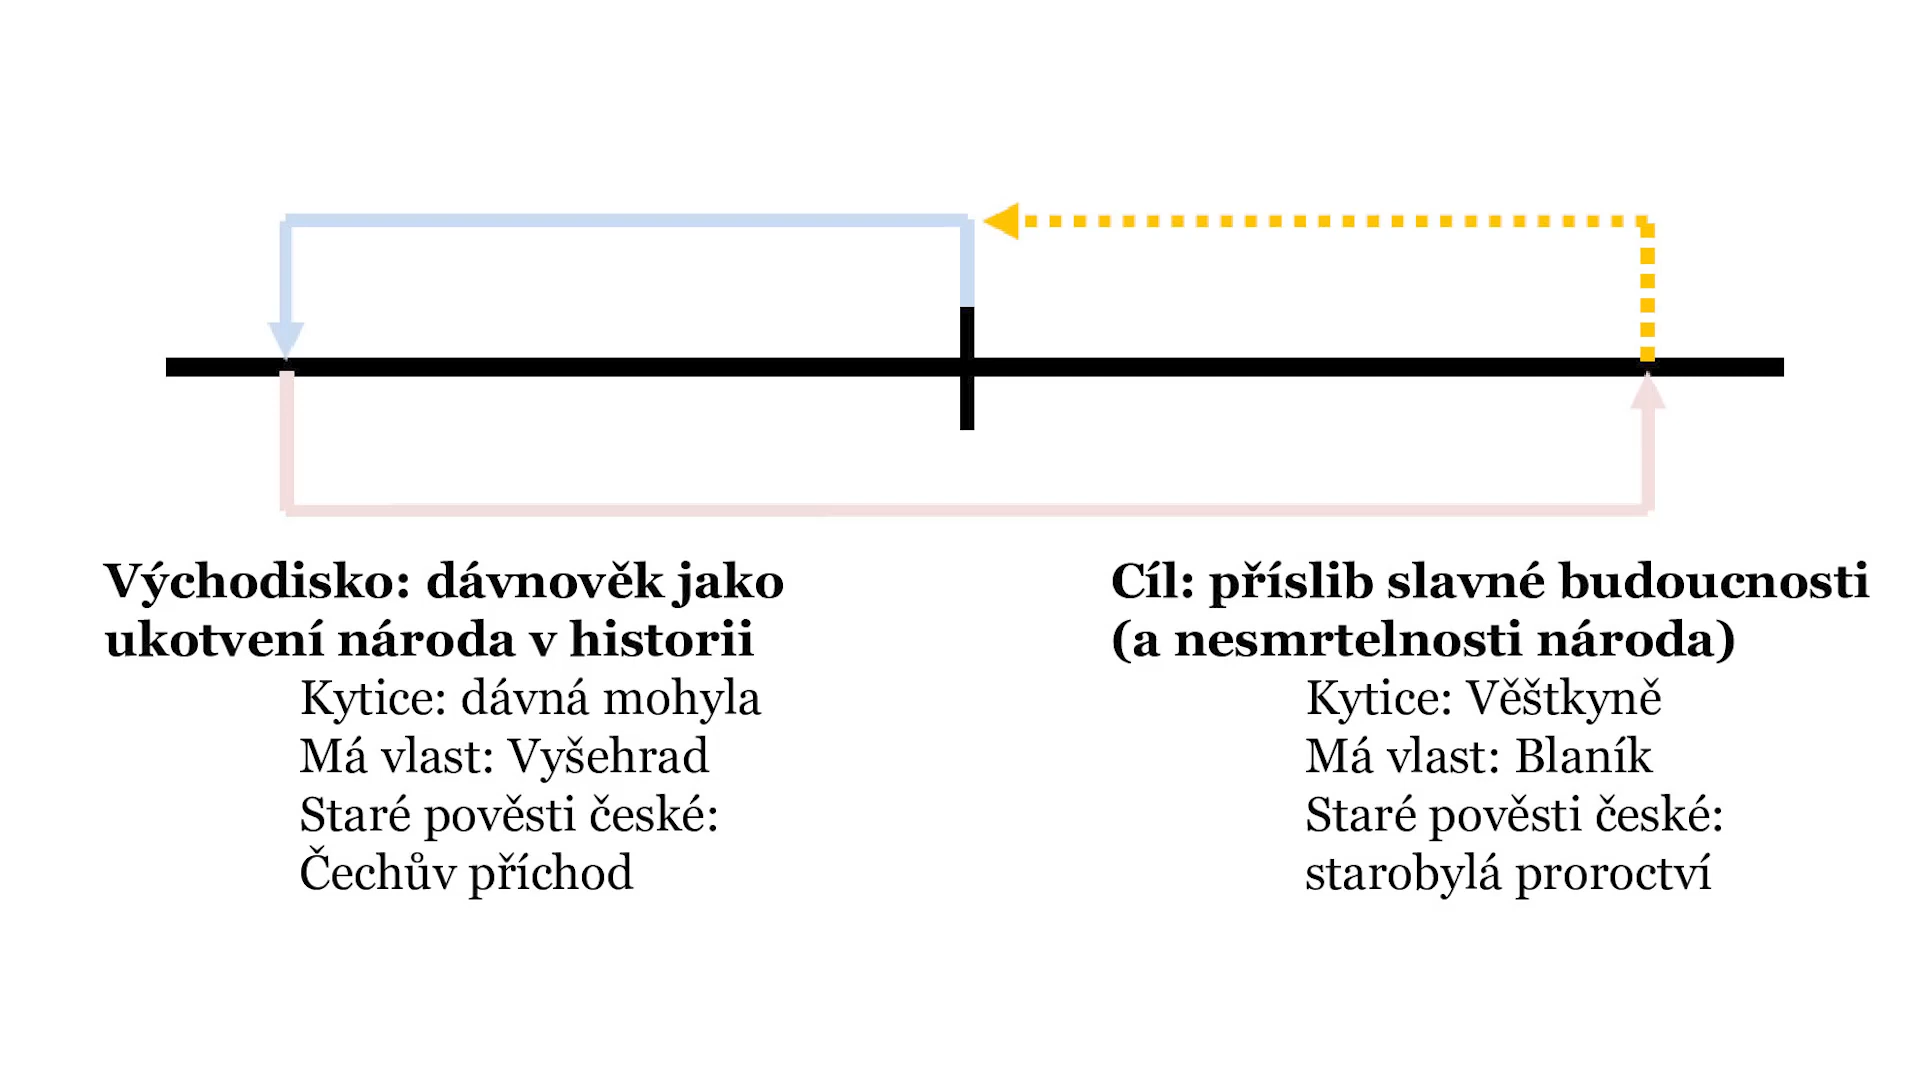 Východisko: dávnověk jako
ukotvení národa v historii
Kytice: dávná mohyla
Má vlast: Vyšehrad
Staré pověsti české:
Čechův příchod
Cíl: příslib slavné budoucnosti
(a nesmrtelnosti národa)
Kytice: Věštkyně
Má vlast: Blaník
Staré pověsti české:
starobylá proroctví